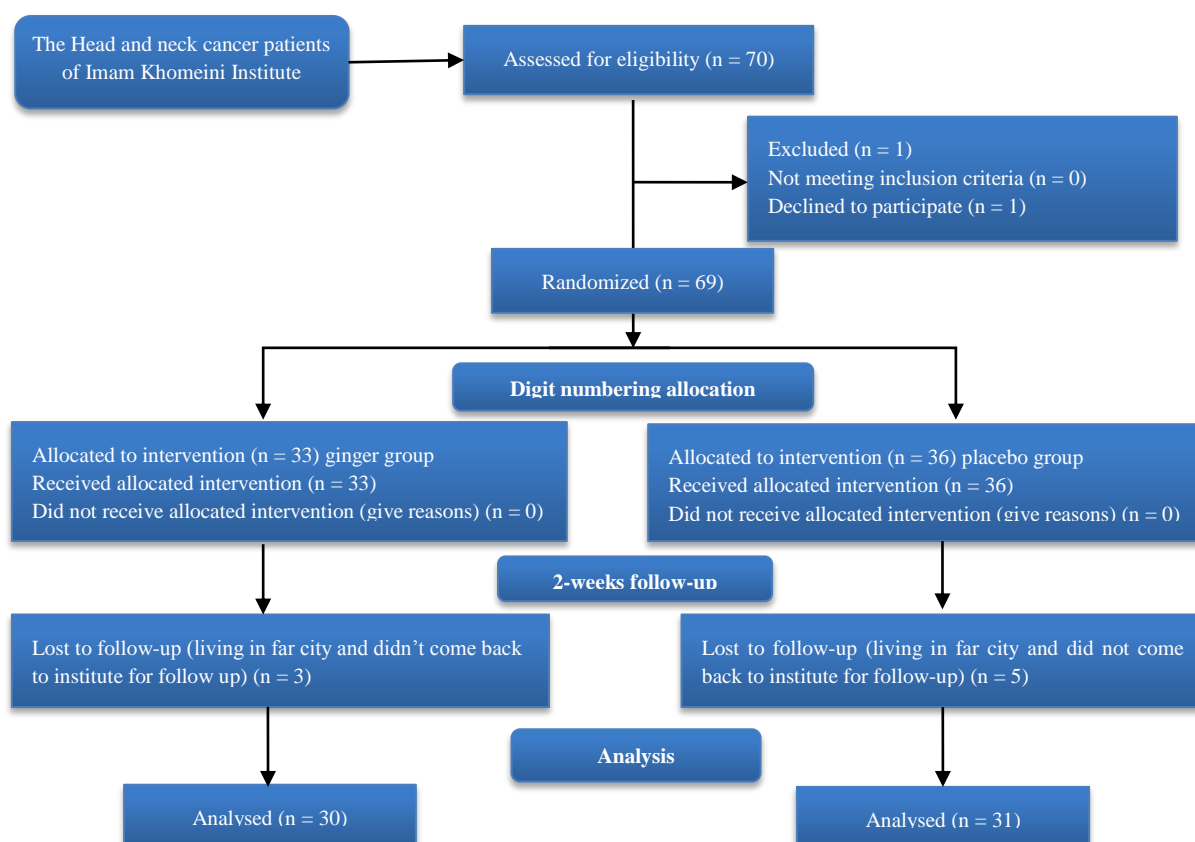 The Head and neck cancer patients
of Imam Khomeini Institute
Assessed for eligibility (n = 70)
Excluded (n = 1)
Not meeting inclusion criteria (n = 0)
Declined to participate (n = 1)
Randomized (n = 69)
Digit numbering allocation
Allocated to intervention (n = 33) ginger group
Received allocated intervention (n = 33)
Did not receive allocated intervention (give reasons) (n = 0)
Allocated to intervention (n = 36) placebo group
Received allocated intervention (n = 36)
Did not receive allocated intervention (give reasons) (n = 0)
2-weeks follow-up
Lost to follow-up (living in far city and didn't come back
to institute for follow up) (n = 3)
Lost to follow-up (living in far city and did not come
back to institute for follow-up) (n = 5)
Analysis
Analysed (n = 30)
Analysed (n = 31)